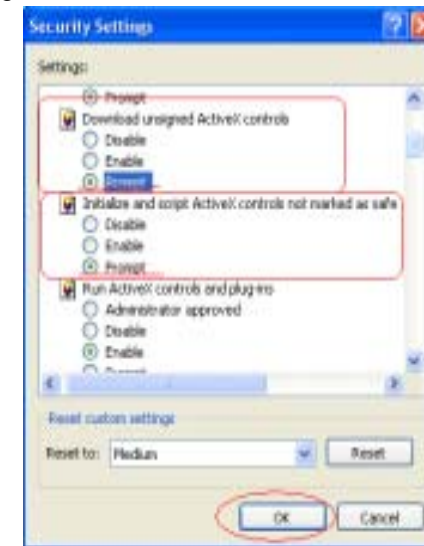 Security Settings
Settings:
Prompt
Download unsigned ActiveX controls
Disable
Enable
Prompt
Initialize and script ActiveX controls not marked as safe
Disable
Enable
Prompt
Run ActiveX controls and plug-ins
Administrator approved
Disable
Enable
Reset custom settings
Reset to: Medium Reset
OK Cancel